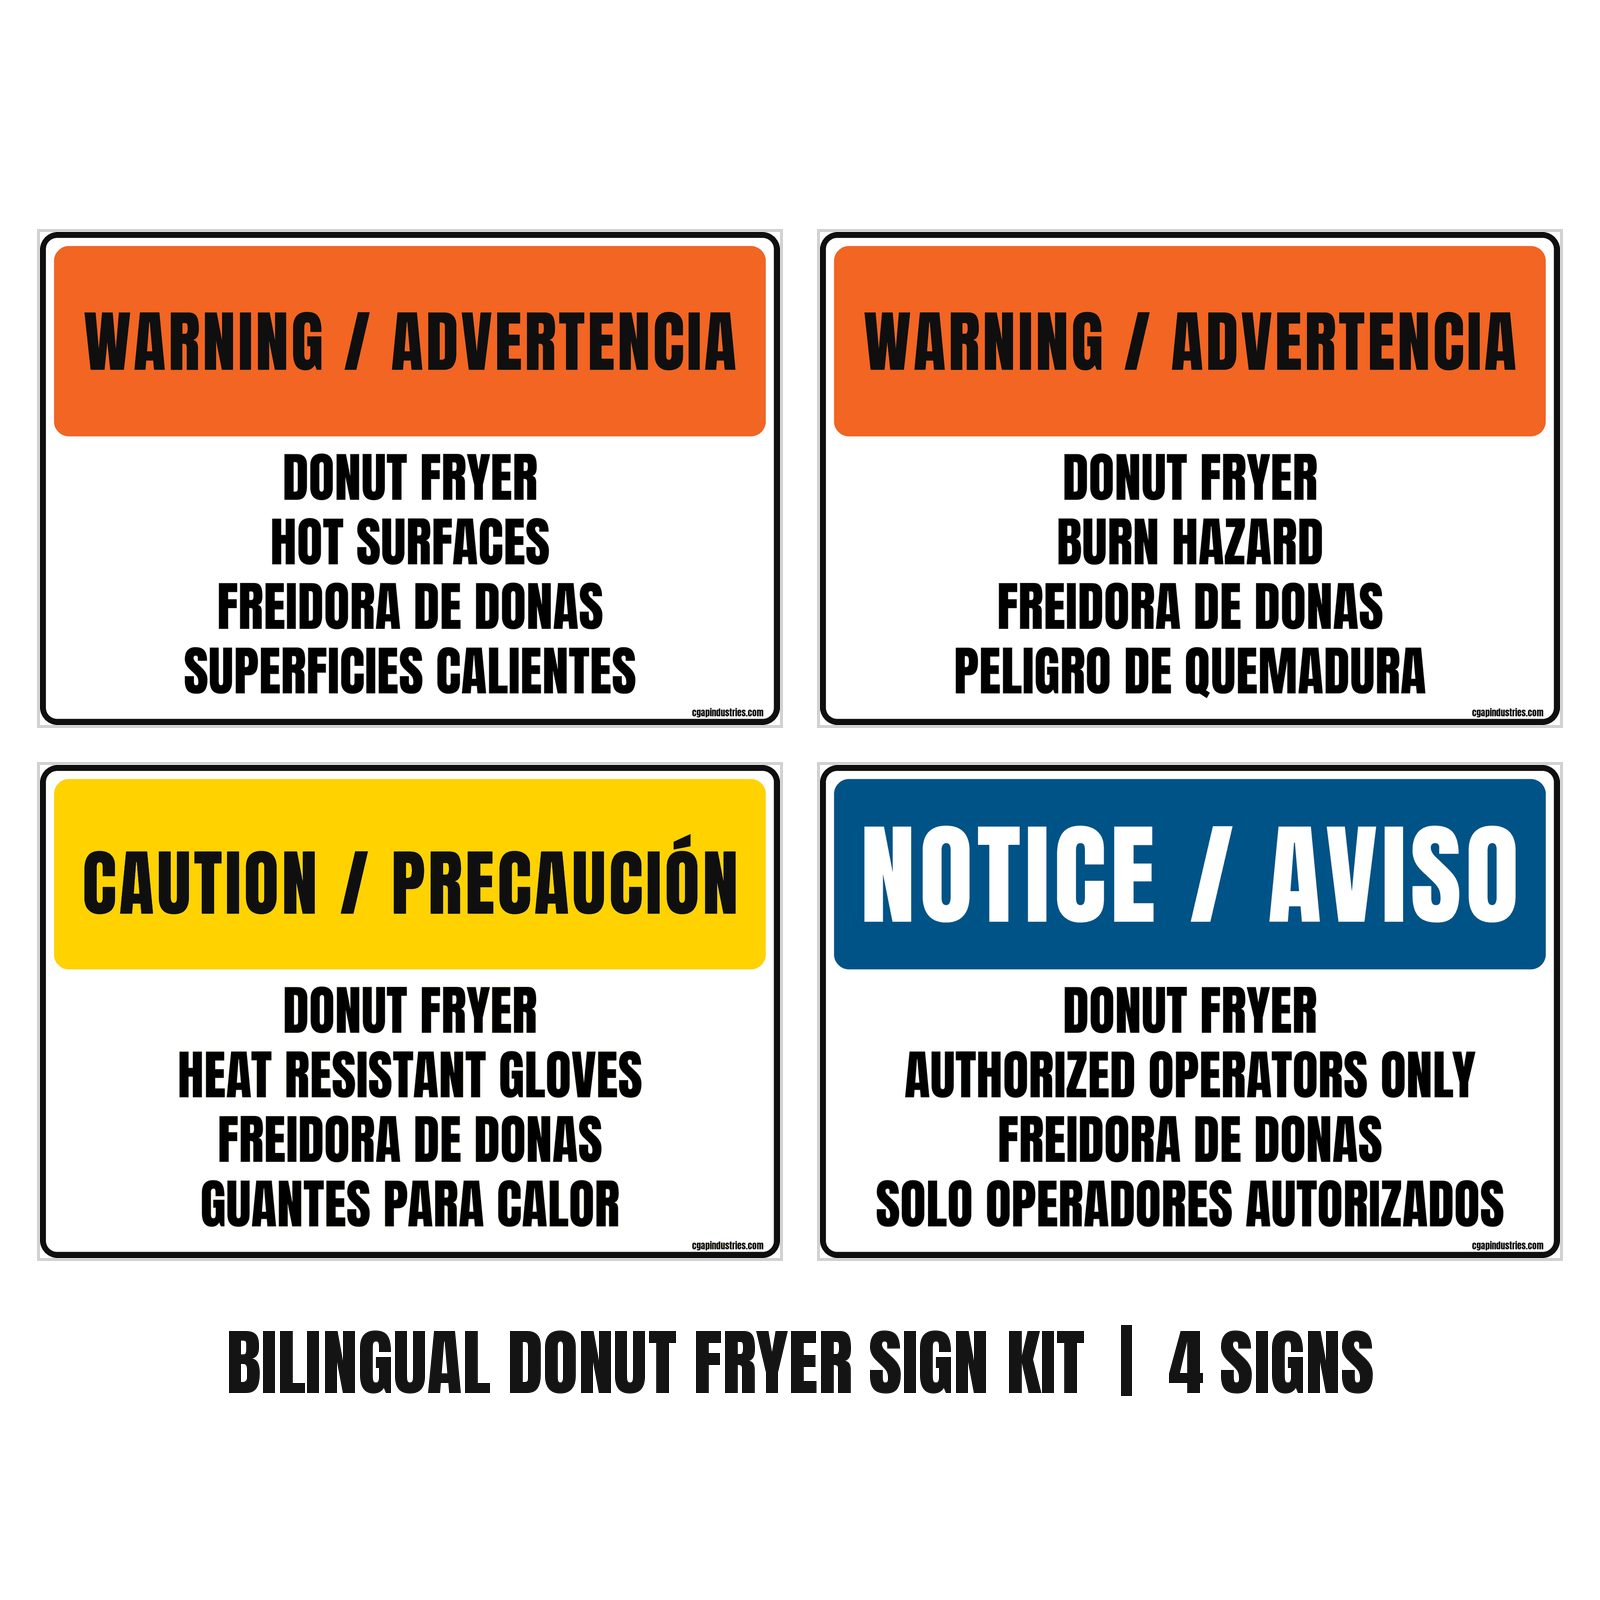 WARNING / ADVERTENCIA
DONUT FRYER
HOT SURFACES
FREIDORA DE DONAS
SUPERFICIES CALIENTES
cgapindustries.com
WARNING / ADVERTENCIA
DONUT FRYER
BURN HAZARD
FREIDORA DE DONAS
PELIGRO DE QUEMADURA
cgapindustries.com
CAUTION / PRECAUCIÓN
DONUT FRYER
HEAT RESISTANT GLOVES
FREIDORA DE DONAS
GUANTES PARA CALOR
cgapindustries.com
NOTICE / AVISO
DONUT FRYER
AUTHORIZED OPERATORS ONLY
FREIDORA DE DONAS
SOLO OPERADORES AUTORIZADOS
cgapindustries.com
BILINGUAL DONUT FRYER SIGN KIT | 4 SIGNS